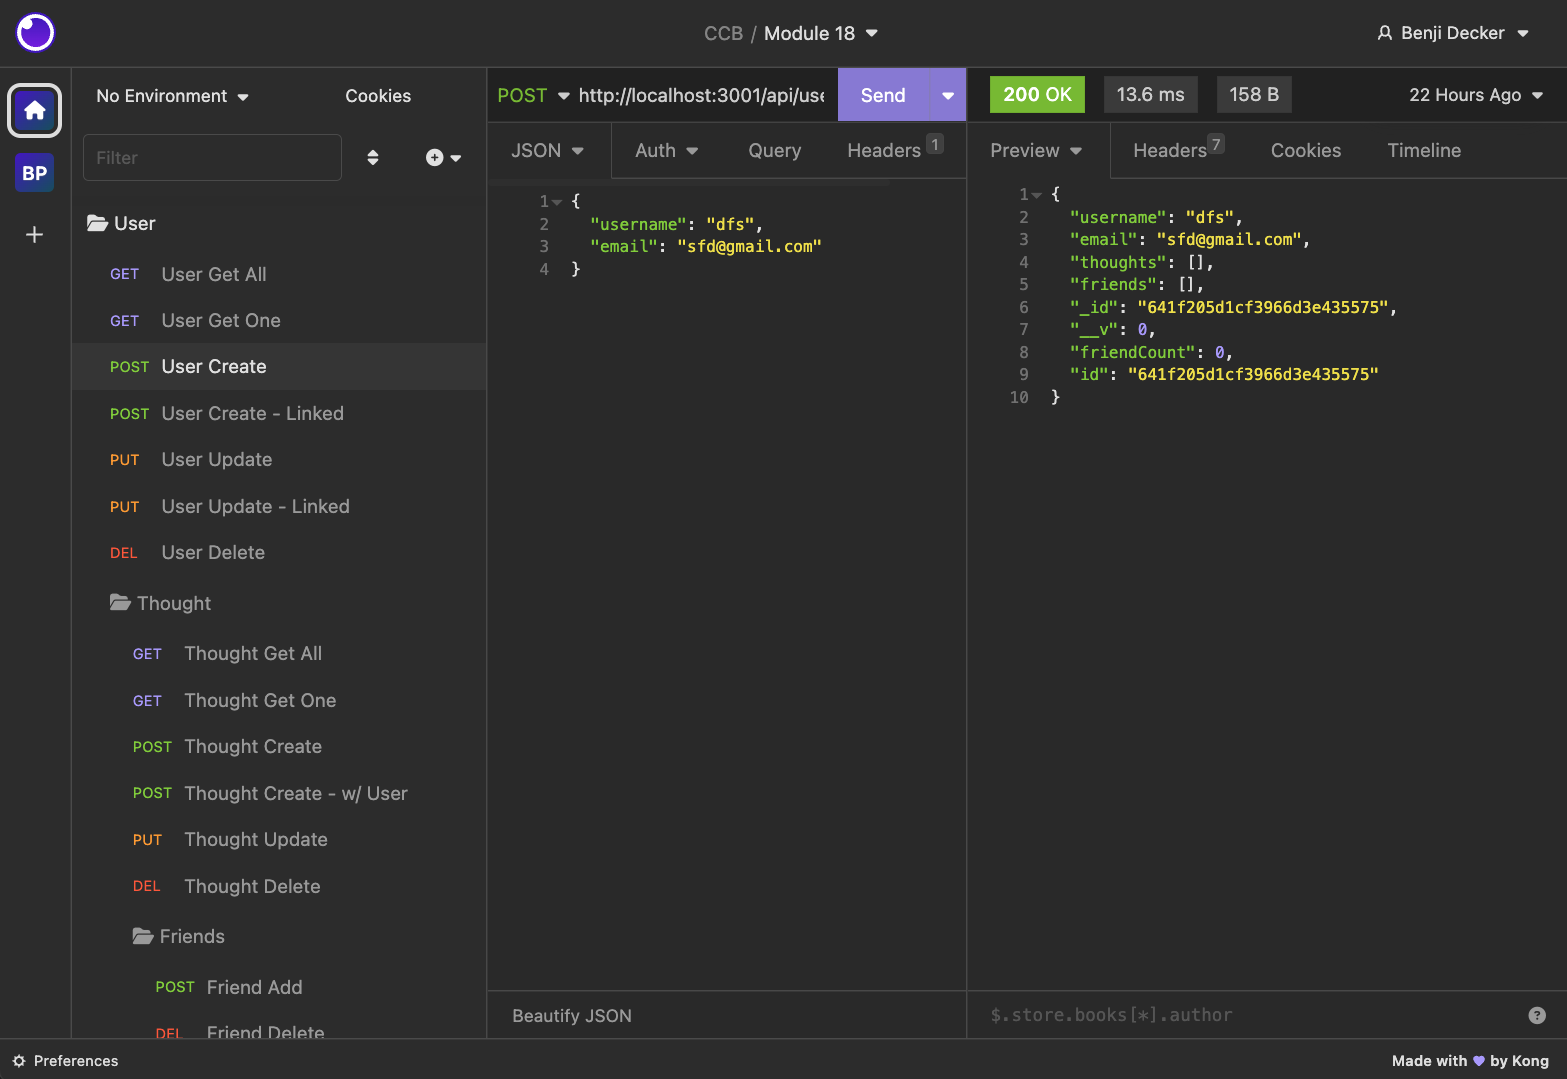 CCB / Module 18
Benji Decker
BP
No Environment
Cookies
Filter
User
GET User Get All
GET User Get One
POST User Create
POST User Create - Linked
PUT User Update
PUT User Update - Linked
DEL User Delete
Thought
GET Thought Get All
GET Thought Get One
POST Thought Create
POST Thought Create - w/ User
PUT Thought Update
DEL Thought Delete
Friends
POST Friend Add
DEL Friend Delete
POST http://localhost:3001/api/use
Send
JSON Auth Query Headers 1
1 {
2 "username": "dfs",
3 "email": "sfd@gmail.com"
4 }
Beautify JSON
200 OK 13.6 ms 158 B 22 Hours Ago
Preview Headers 7 Cookies Timeline
1 {
2 "username": "dfs",
3 "email": "sfd@gmail.com",
4 "thoughts": [],
5 "friends": [],
6 "_id": "641f205d1cf3966d3e435575",
7 "__v": 0,
8 "friendCount": 0,
9 "id": "641f205d1cf3966d3e435575"
10 }
$.store.books[*].author
?
Preferences
Made with by Kong